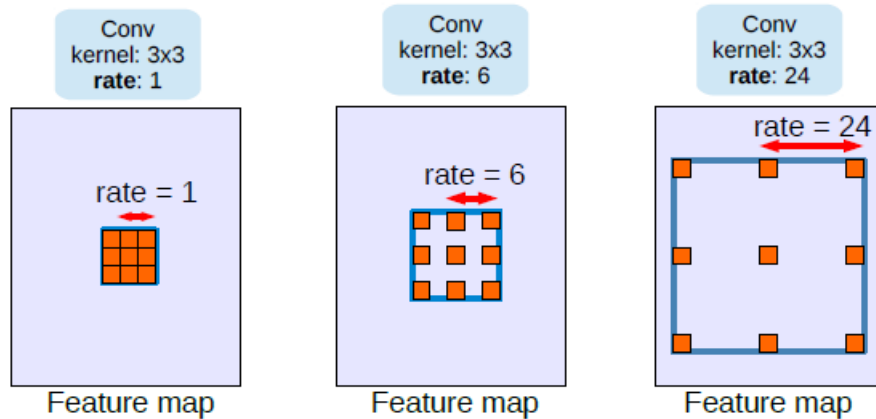 Conv
kernel: 3x3
rate: 1
Conv
kernel: 3x3
rate: 6
Conv
kernel: 3x3
rate: 24
rate = 1
rate = 6
rate = 24
Feature map
Feature map
Feature map